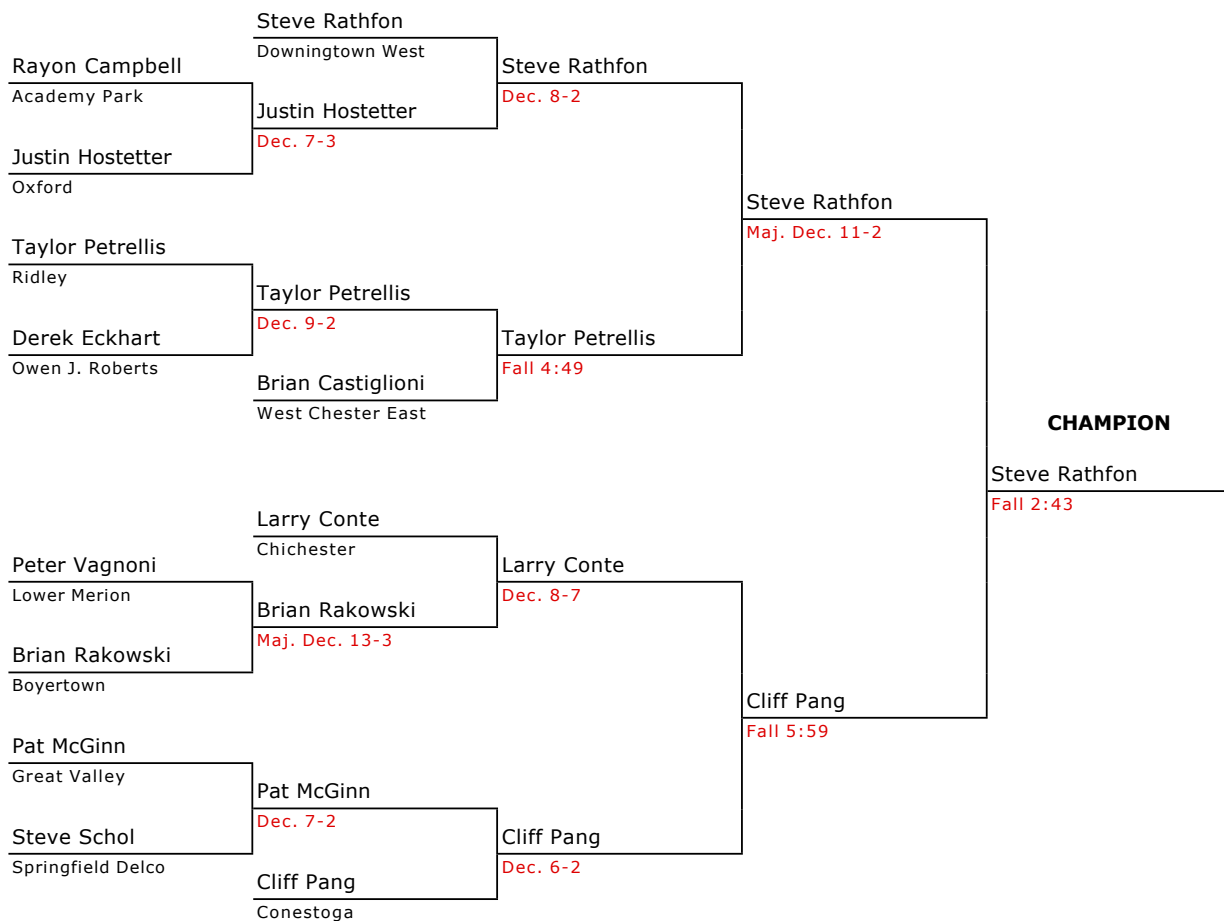 Steve Rathfon
Downingtown West
Rayon Campbell
Academy Park
Steve Rathfon
Dec. 8-2
Justin Hostetter
Dec. 7-3
Justin Hostetter
Oxford
Steve Rathfon
Maj. Dec. 11-2
Taylor Petrellis
Ridley
Taylor Petrellis
Dec. 9-2
Derek Eckhart
Owen J. Roberts
Taylor Petrellis
Fall 4:49
Brian Castiglioni
West Chester East
CHAMPION
Steve Rathfon
Fall 2:43
Larry Conte
Chichester
Peter Vagnoni
Lower Merion
Larry Conte
Dec. 8-7
Brian Rakowski
Maj. Dec. 13-3
Brian Rakowski
Boyertown
Cliff Pang
Fall 5:59
Pat McGinn
Great Valley
Pat McGinn
Dec. 7-2
Steve Schol
Springfield Delco
Cliff Pang
Dec. 6-2
Cliff Pang
Conestoga